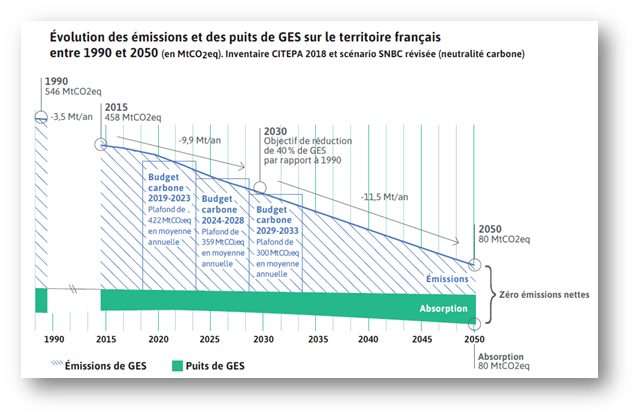 Évolution des émissions et des puits de GES sur le territoire français
entre 1990 et 2050 (en MtCO2eq). Inventaire CITEPA 2018 et scénario SNBC révisée (neutralité carbone)
1990
546 MtCO2eq
-3,5 Mt/an
2015
458 MtCO2eq
-9,9 Mt/an
2030
Objectif de réduction
de 40 % de GES
par rapport à 1990
-11,5 Mt/an
2050
80 MtCO2eq
Budget
carbone
2019-2023
Plafond de
422 MtCO2eq
en moyenne
annuelle
Budget
carbone
2024-2028
Plafond de
359 MtCO2eq
en moyenne
annuelle
Budget
carbone
2029-2033
Plafond de
300 MtCO2eq
en moyenne
annuelle
Émissions
Zéro émissions nettes
Absorption
1990 2015 2020 2025 2030 2035 2040 2045 2050
Absorption
80 MtCO2eq
Émissions de GES
Puits de GES